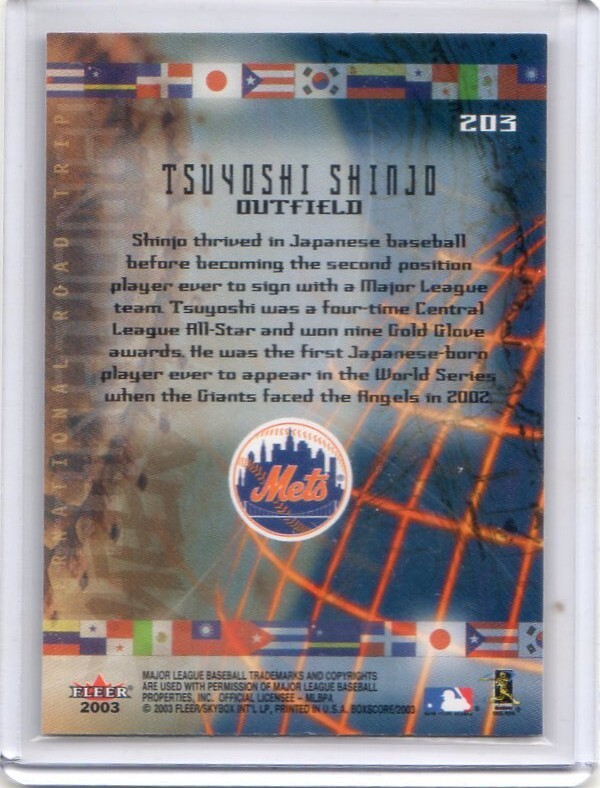 203
TSUYOSHI SHINJO
OUTFIELD
Shinjo thrived in Japanese baseball
before becoming the second position
player ever to sign with a Major League
team. Tsuyoshi was a four-time Central
League All-Star and won nine Gold Glove
awards. He was the first Japanese-born
player ever to appear in the World Series
when the Giants faced the Angels in 2002.
RNATIONAL ROAD TRIP
Mets
FLEER
2003
MAJOR LEAGUE BASEBALL TRADEMARKS AND COPYRIGHTS
ARE USED WITH PERMISSION OF MAJOR LEAGUE BASEBALL
PROPERTIES, INC. OFFICIAL LICENSEE – MLBPA
© 2003 FLEER/SKYBOX INT'L LP, PRINTED IN U.S.A. BOXSCORE/2003